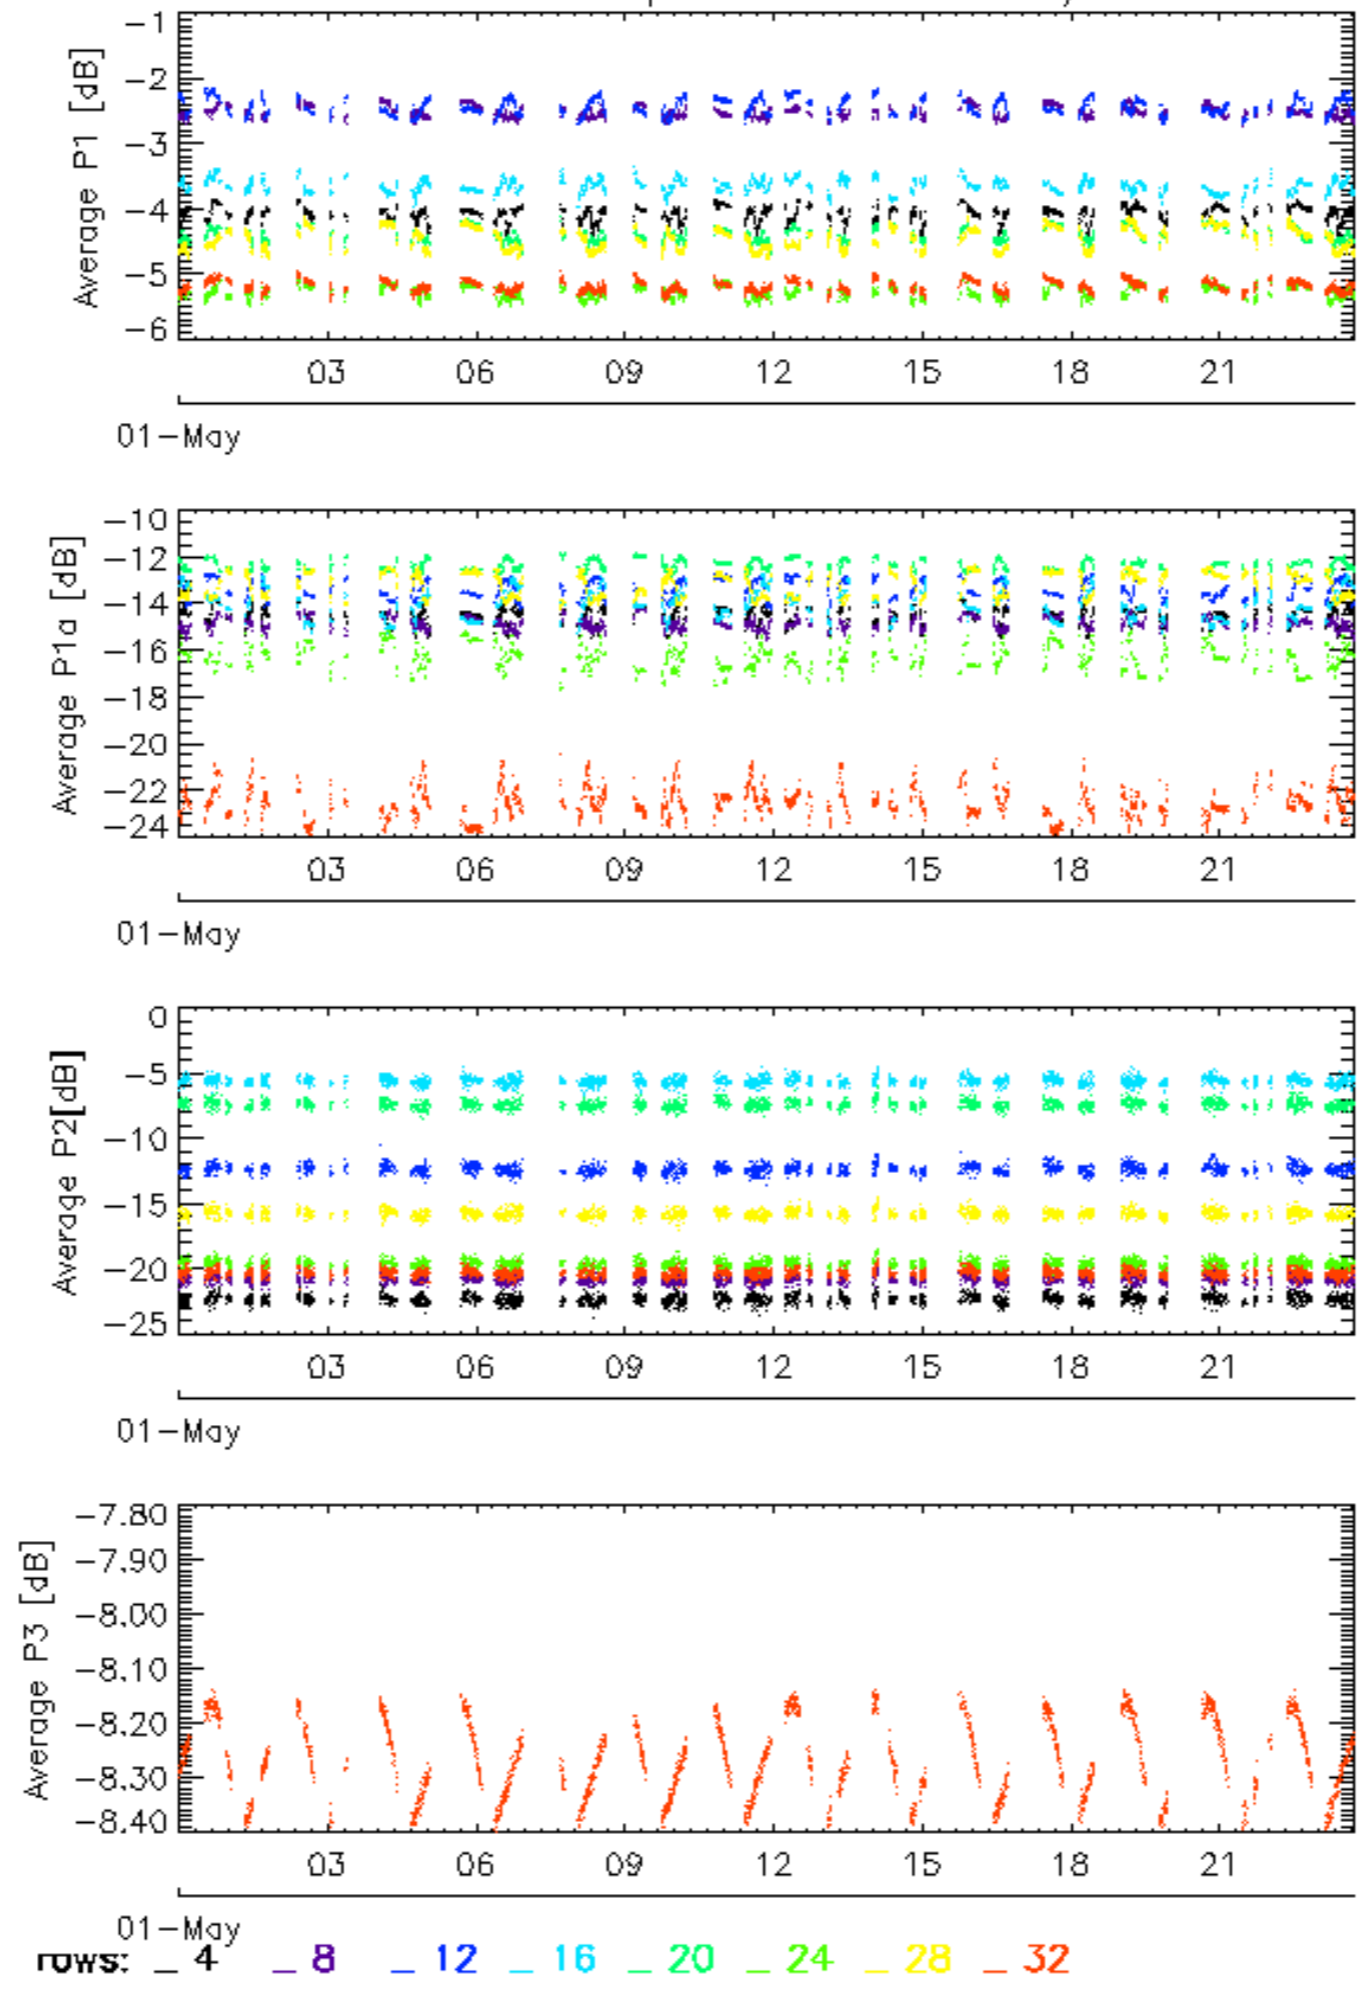 Average P1 [dB]
-1
-2
-3
-4
-5
-6
03 06 09 12 15 18 21
01-May
Average P1a [dB]
-10
-12
-14
-16
-18
-20
-22
-24
03 06 09 12 15 18 21
01-May
Average P2[dB]
0
-5
-10
-15
-20
-25
03 06 09 12 15 18 21
01-May
Average P3 [dB]
-7.80
-7.90
-8.00
-8.10
-8.20
-8.30
-8.40
03 06 09 12 15 18 21
01-May
rows: _ 4 _ 8 _ 12 _ 16 _ 20 _ 24 _ 28 _ 32